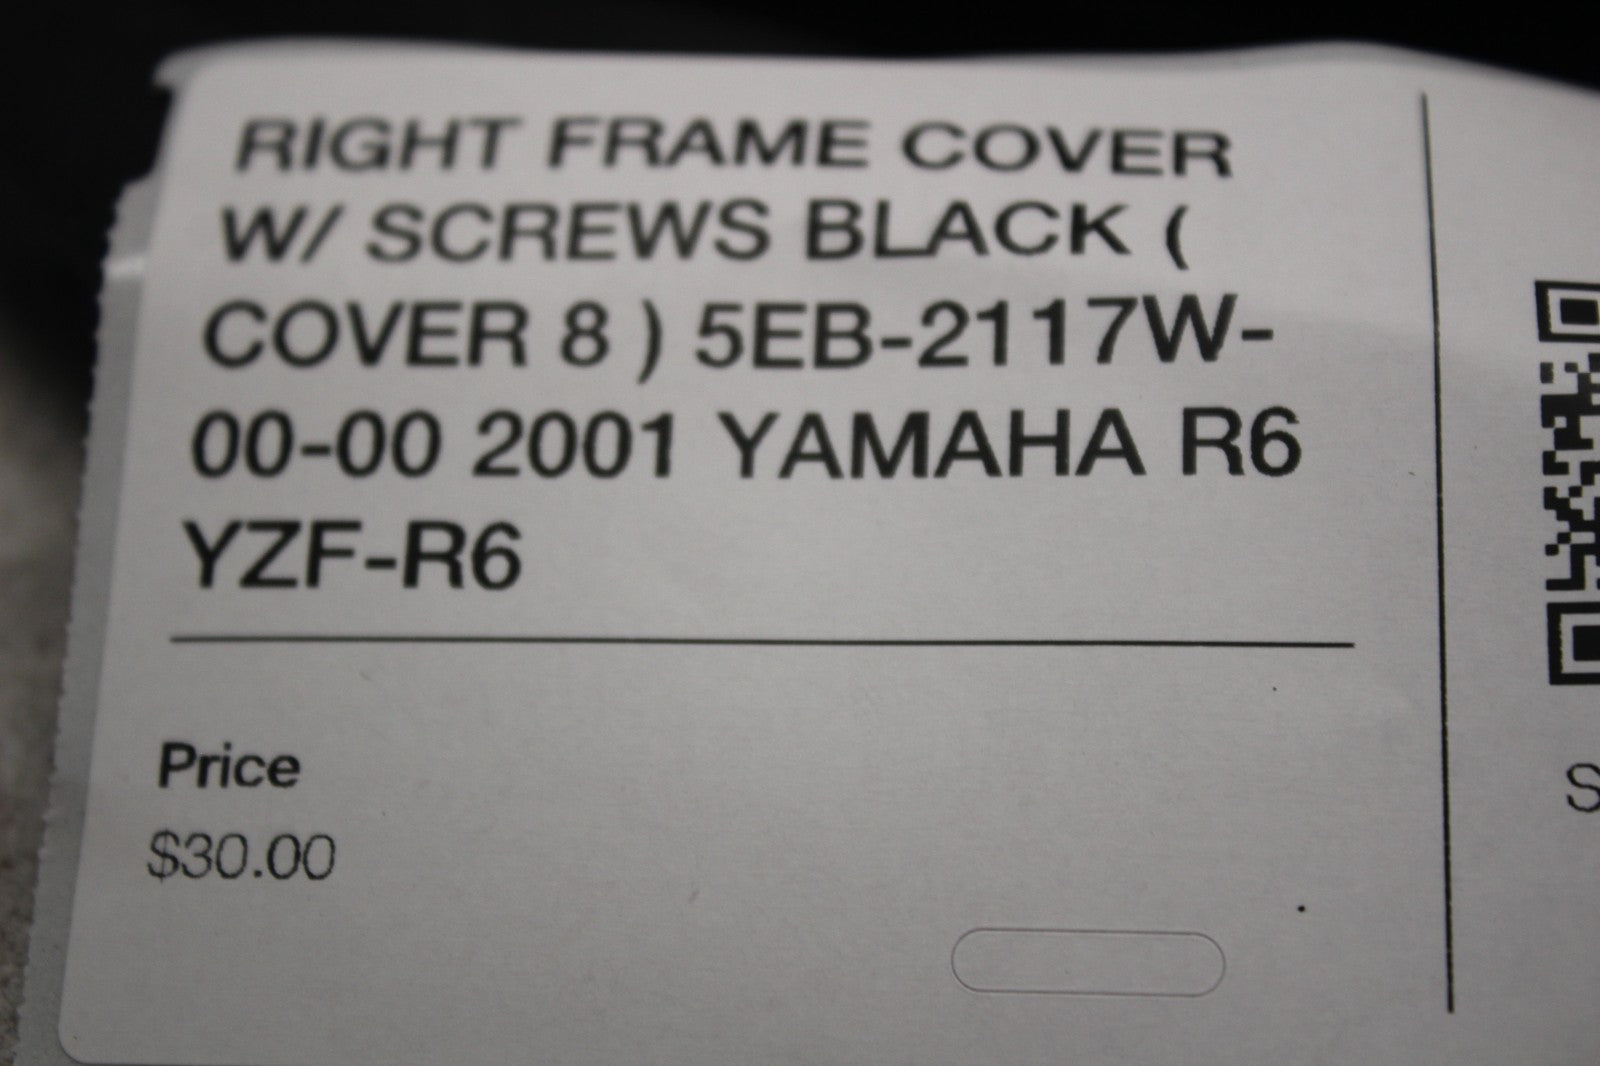 RIGHT FRAME COVER
W/ SCREWS BLACK (
COVER 8 ) 5EB-2117W-
00-00 2001 YAMAHA R6
YZF-R6
Price
$30.00
S